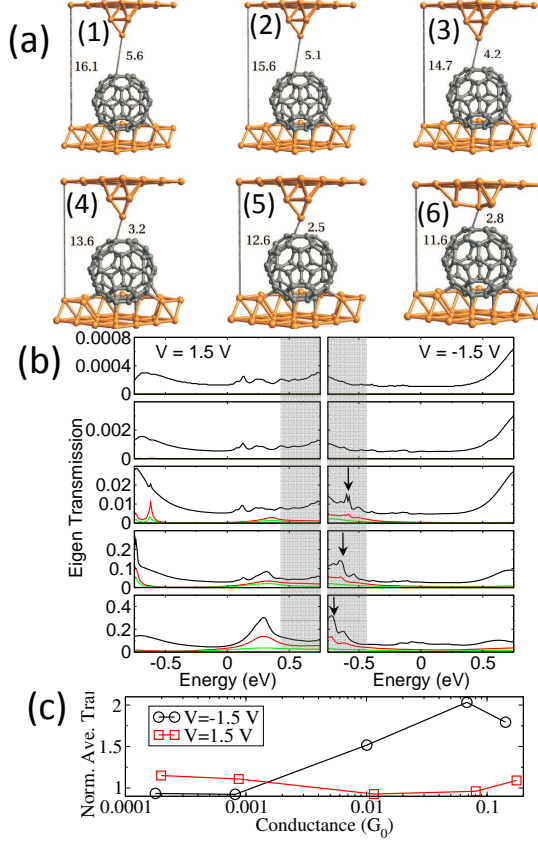 (a) (1) (2) (3)
16.1 5.6 15.6 5.1 14.7 4.2
(4) (5) (6)
13.6 3.2 12.6 2.5 11.6 2.8
(b) V = 1.5 V V = -1.5 V
0.0008
0.0004
0
0.002
0
0.02
0.01
0
0.2
0.1
0
0.4
0.2
0
Eigen Transmission
-0.5 0 0.5 -0.5 0 0.5
Energy (eV) Energy (eV)
(c)
Norm. Ave. Tra
2
1.5
1
V=-1.5 V
V=1.5 V
0.0001 0.001 0.01 0.1
Conductance (G0)